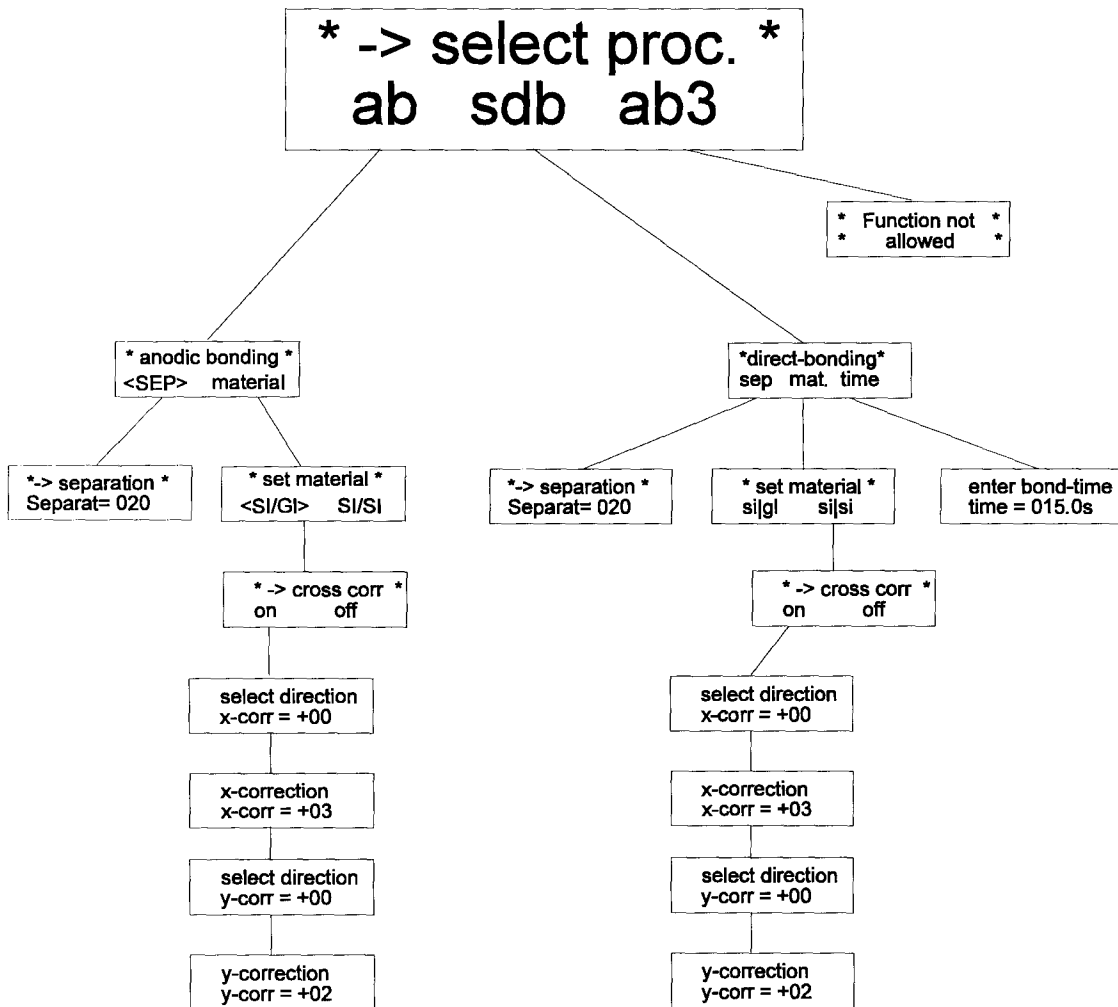 * -> select proc. *
ab sdb ab3
* Function not *
* allowed *
* anodic bonding *
<SEP> material
*direct-bonding*
sep mat. time
*-> separation *
Separat= 020
* set material *
<SI/GI> SI/SI
*-> separation *
Separat= 020
* set material *
si|gl si|si
enter bond-time
time = 015.0s
* -> cross corr *
on off
* -> cross corr *
on off
select direction
x-corr = +00
select direction
x-corr = +00
x-correction
x-corr = +03
x-correction
x-corr = +03
select direction
y-corr = +00
select direction
y-corr = +00
y-correction
y-corr = +02
y-correction
y-corr = +02